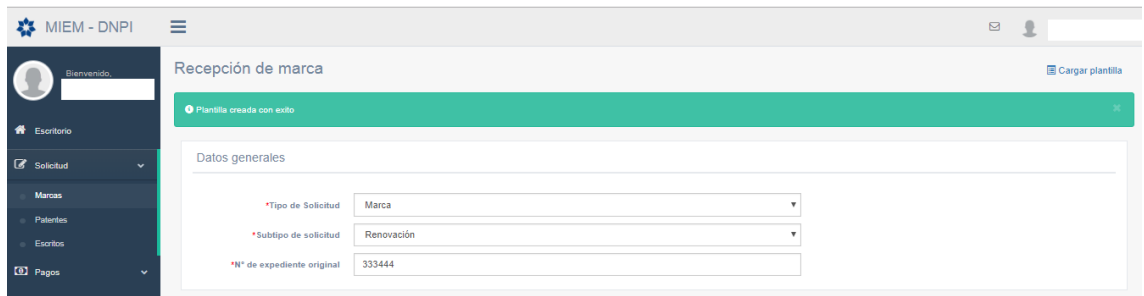 MIEM - DNPI
Bienvenido,
Recepción de marca
Cargar plantilla
Plantilla creada con exito
Escritorio
Solicitud
Marcas
Patentes
Escritos
Pagos
Datos generales
*Tipo de Solicitud Marca
*Subtipo de solicitud Renovación
*N° de expediente original 333444